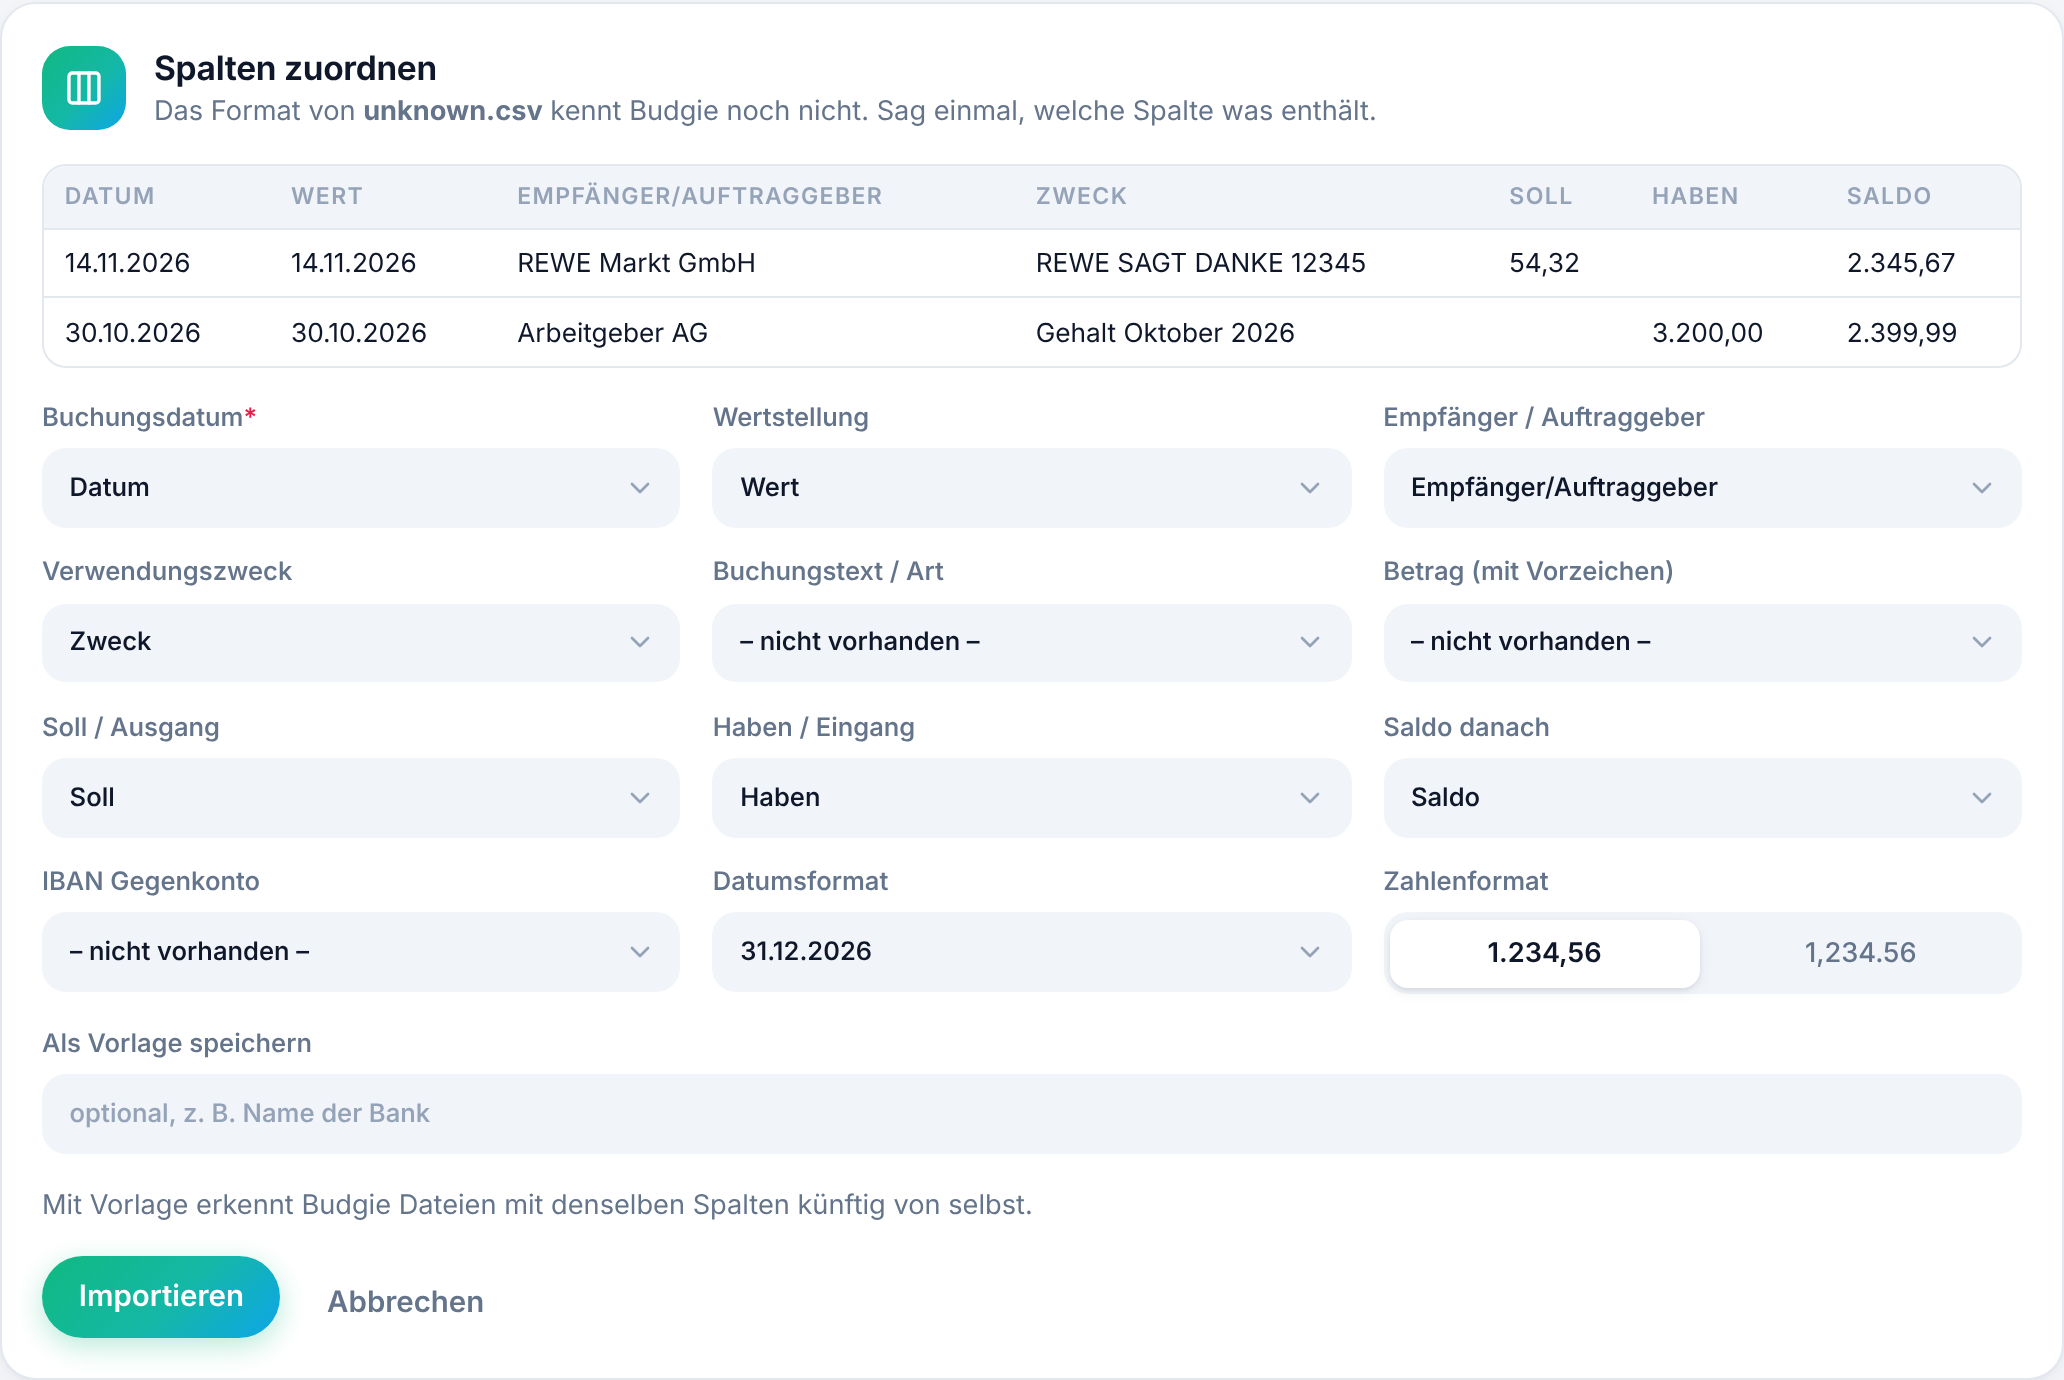 Spalten zuordnen
Das Format von unknown.csv kennt Budgie noch nicht. Sag einmal, welche Spalte was enthält.
DATUM WERT EMPFÄNGER/AUFTRAGGEBER ZWECK SOLL HABEN SALDO
14.11.2026 14.11.2026 REWE Markt GmbH REWE SAGT DANKE 12345 54,32 2.345,67
30.10.2026 30.10.2026 Arbeitgeber AG Gehalt Oktober 2026 3.200,00 2.399,99
Buchungsdatum* Wertstellung Empfänger / Auftraggeber
Datum Wert Empfänger/Auftraggeber
Verwendungszweck Buchungstext / Art Betrag (mit Vorzeichen)
Zweck – nicht vorhanden – – nicht vorhanden –
Soll / Ausgang Haben / Eingang Saldo danach
Soll Haben Saldo
IBAN Gegenkonto Datumsformat Zahlenformat
– nicht vorhanden – 31.12.2026 1.234,56 1,234.56
Als Vorlage speichern
optional, z. B. Name der Bank
Mit Vorlage erkennt Budgie Dateien mit denselben Spalten künftig von selbst.
Importieren Abbrechen